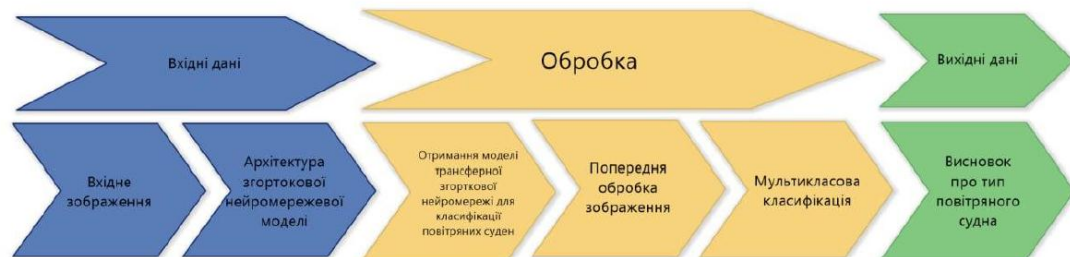 Вхідні дані
Обробка
Вихідні дані
Вхідне
зображення
Архітектура
згортокової
нейромережевої
моделі
Отримання моделі
трансферної
згорткової
нейромережі для
класифікації
повітряних суден
Попередня
обробка
зображення
Мультикласова
класифікація
Висновок
про тип
повітряного
судна